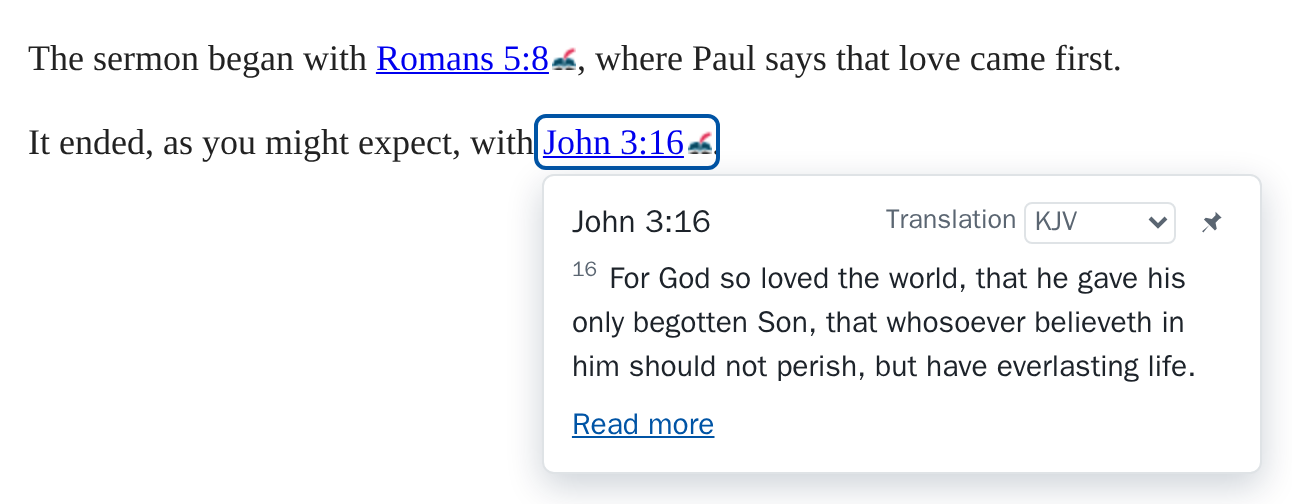 The sermon began with Romans 5:8, where Paul says that love came first.
It ended, as you might expect, with John 3:16.
John 3:16 Translation KJV
16 For God so loved the world, that he gave his
only begotten Son, that whosoever believeth in
him should not perish, but have everlasting life.
Read more